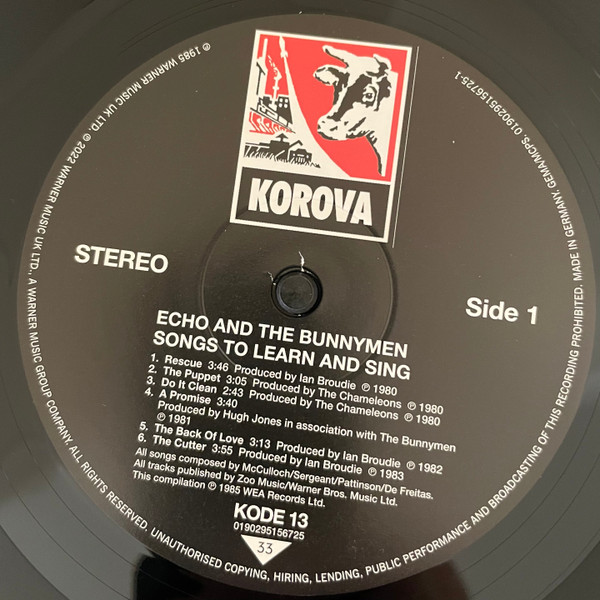 KOROVA
STEREO
Side 1
ECHO AND THE BUNNYMEN
SONGS TO LEARN AND SING
1. Rescue 3:46 Produced by Ian Broudie ℗ 1980
2. The Puppet 3:05 Produced by The Chameleons ℗ 1980
3. Do It Clean 2:43 Produced by The Chameleons ℗ 1980
4. A Promise 3:40
Produced by Hugh Jones in association with The Bunnymen
℗ 1981
5. The Back Of Love 3:13 Produced by Ian Broudie ℗ 1982
6. The Cutter 3:55 Produced by Ian Broudie ℗ 1983
All songs composed by McCulloch/Sergeant/Pattinson/De Freitas.
All tracks published by Zoo Music/Warner Bros. Music Ltd.
This compilation ℗ 1985 WEA Records Ltd.
KODE 13
0190295156725
33
℗ 1985 WARNER MUSIC UK LTD. © 2022 WARNER MUSIC UK LTD., A WARNER MUSIC GROUP COMPANY. ALL RIGHTS RESERVED. UNAUTHORISED COPYING, HIRING, LENDING, PUBLIC PERFORMANCE AND BROADCASTING OF THIS RECORDING PROHIBITED. MADE IN GERMANY. GEMA/MCPS. 0190295156725-1